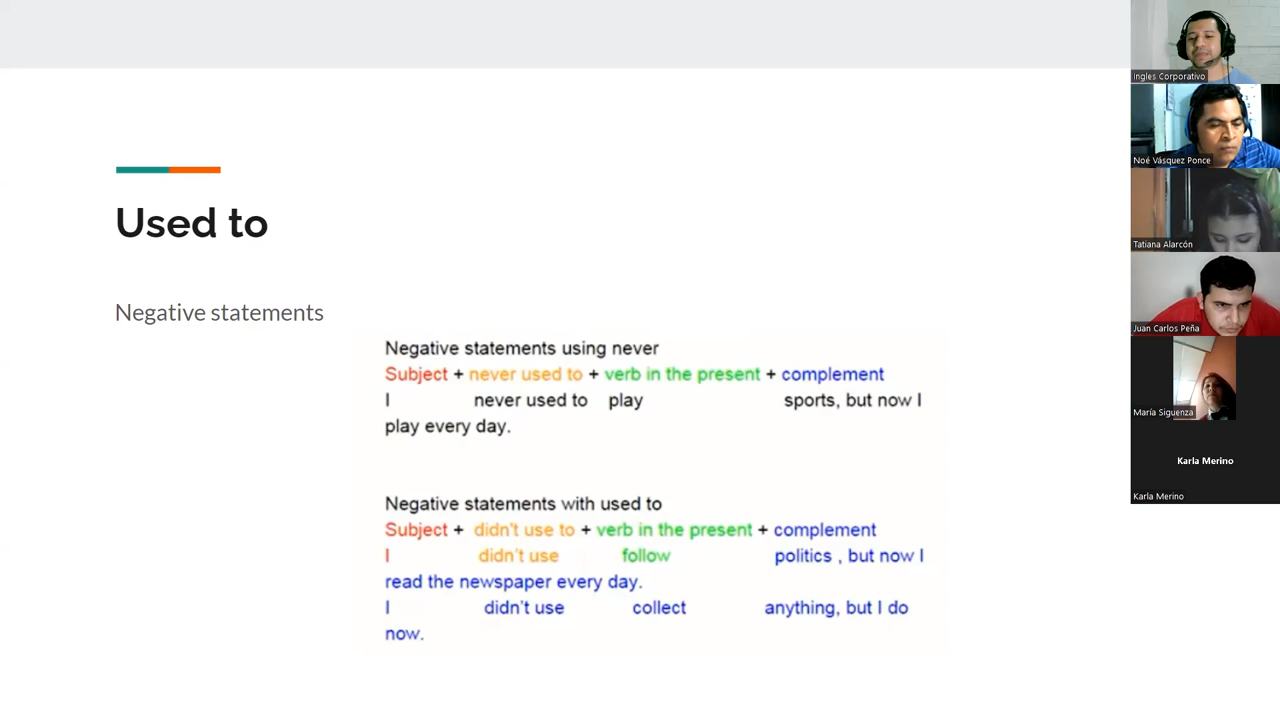 Used to
Negative statements
Negative statements using never
Subject + never used to + verb in the present + complement
I never used to play sports, but now I
play every day.
Negative statements with used to
Subject + didn't use to + verb in the present + complement
I didn't use follow politics , but now I
read the newspaper every day.
I didn't use collect anything, but I do
now.
Ingles Corporativo
Noé Vásquez Ponce
Tatiana Alarcón
Juan Carlos Peña
María Siguenza
Karla Merino
Karla Merino